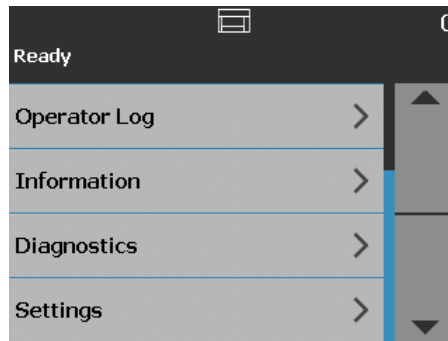 Ready
Operator Log
Information
Diagnostics
Settings